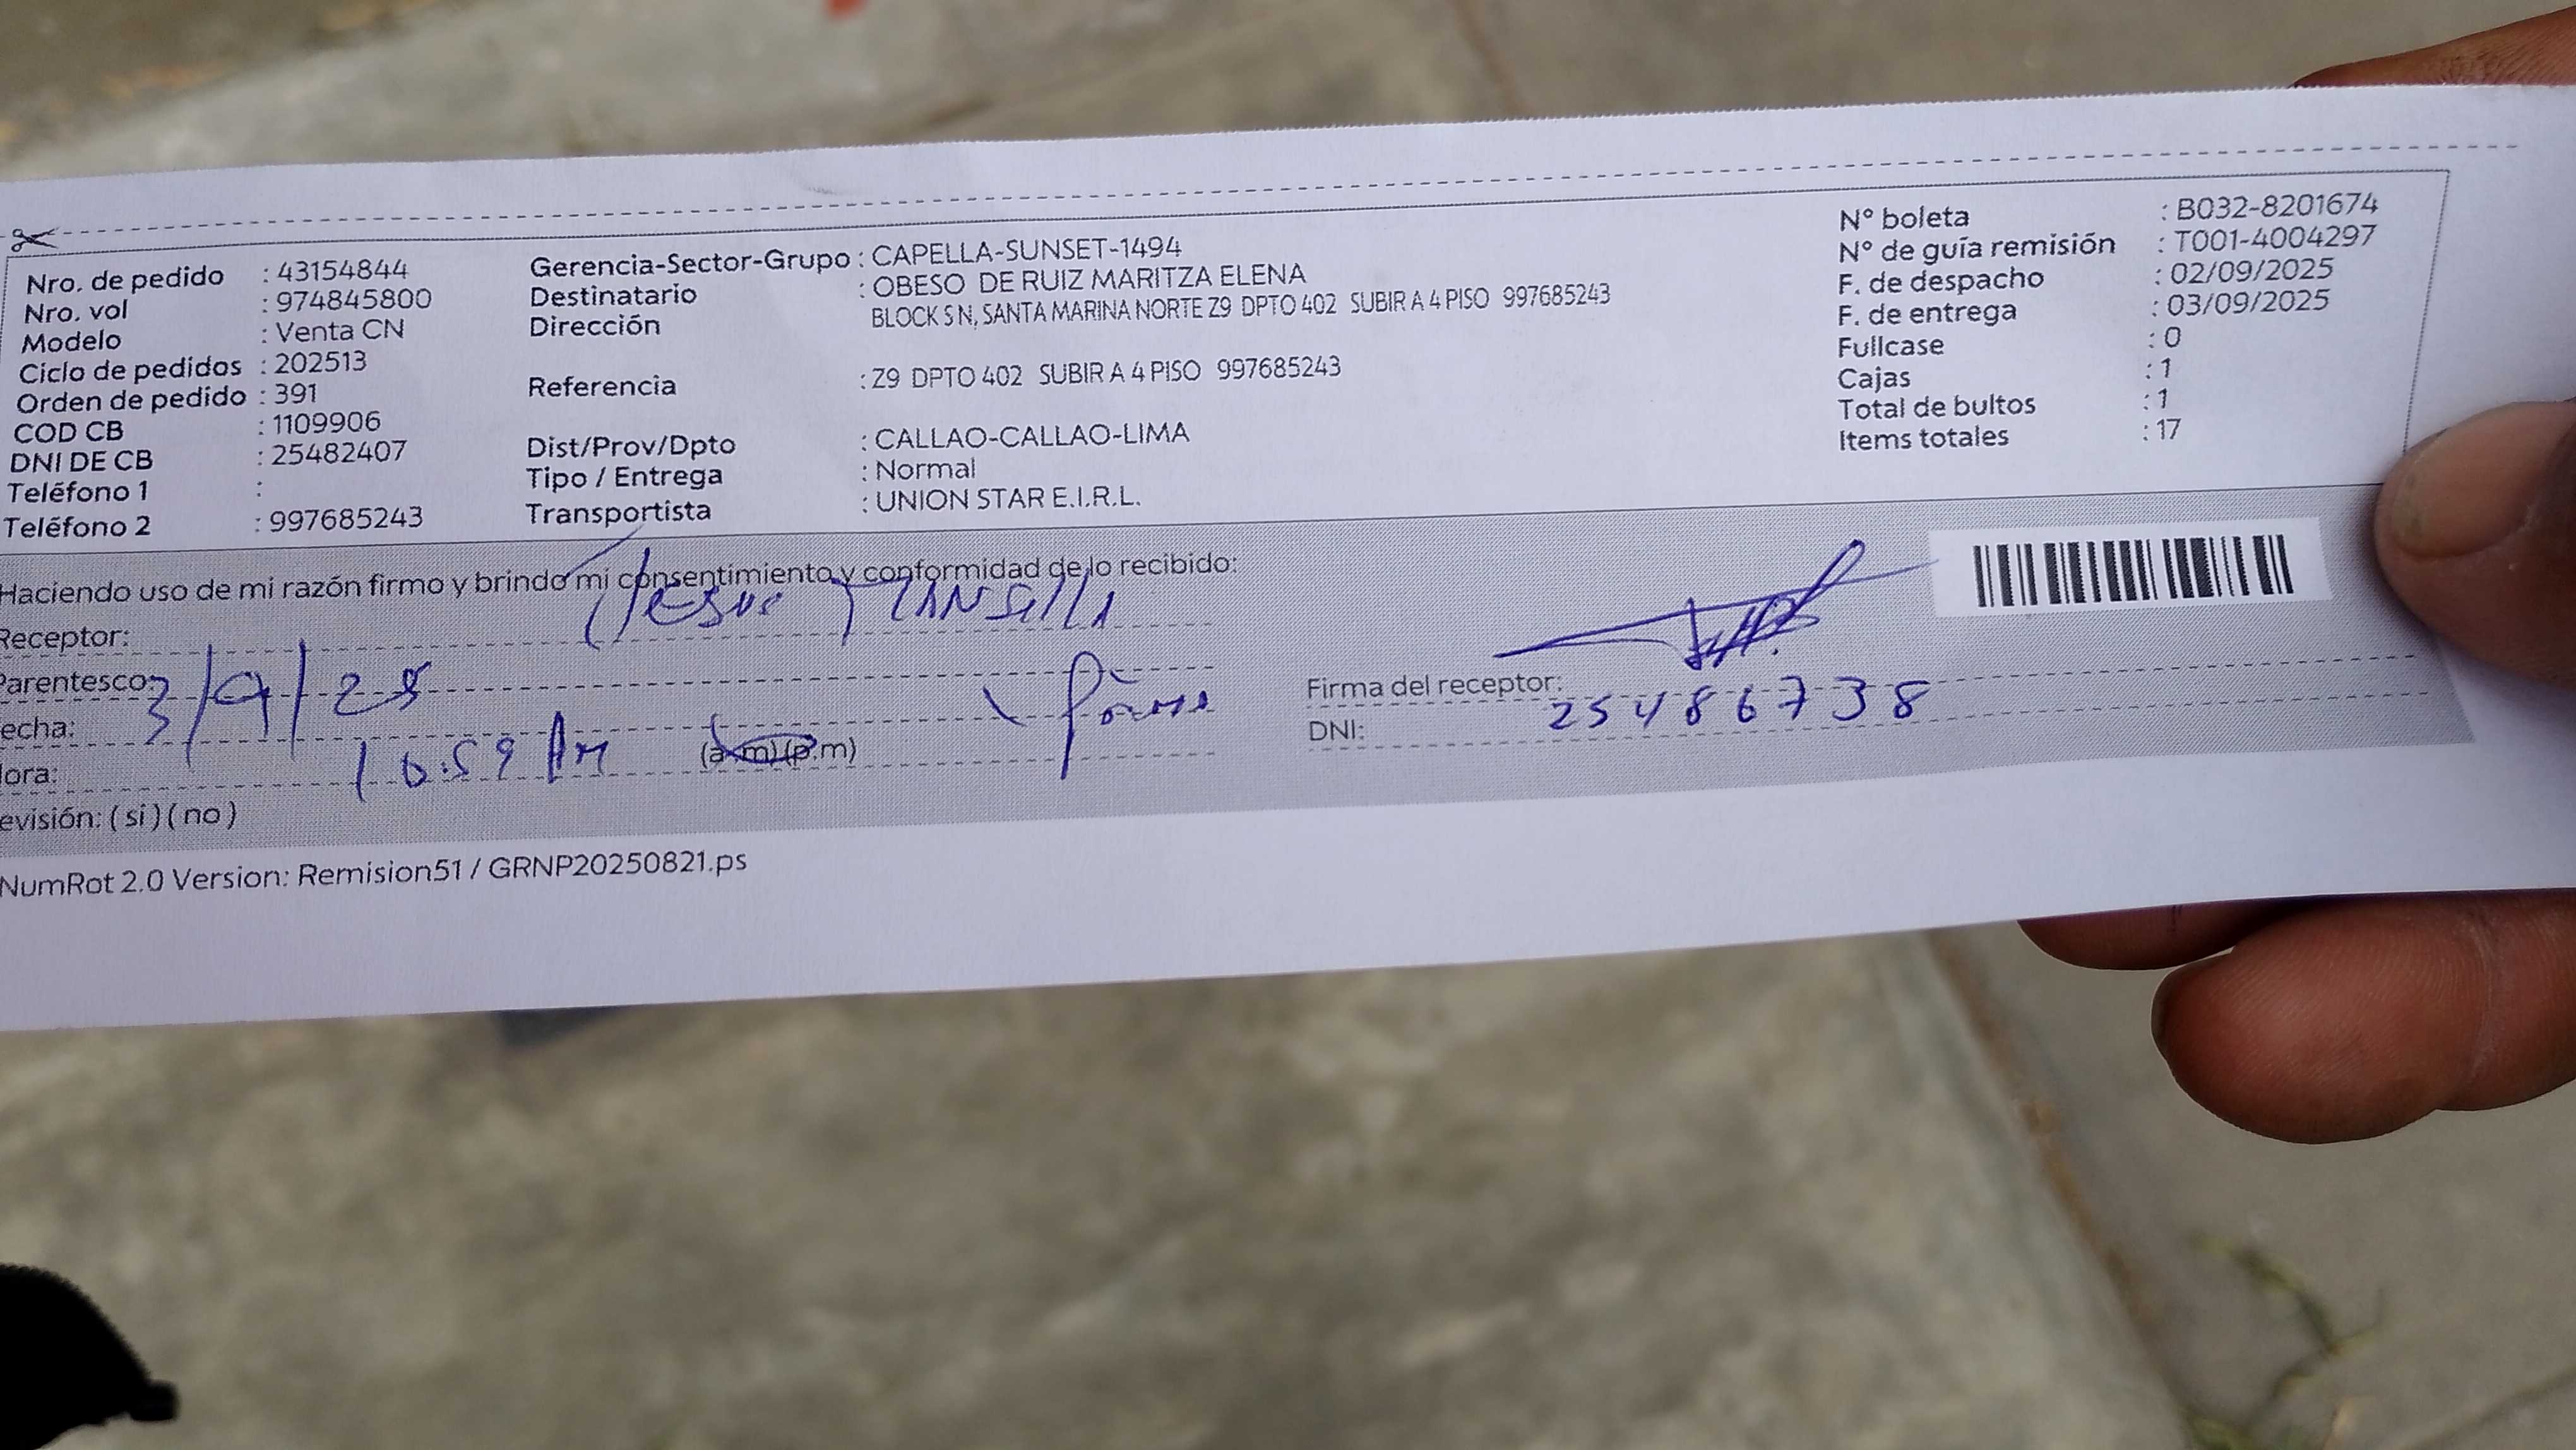 Nro. de pedido : 43154844
Nro. vol : 974845800
Modelo : Venta CN
Ciclo de pedidos : 202513
Orden de pedido : 391
COD CB : 1109906
DNI DE CB : 25482407
Teléfono 1 :
Teléfono 2 : 997685243
Gerencia-Sector-Grupo : CAPELLA-SUNSET-1494
Destinatario : OBESO DE RUIZ MARITZA ELENA
Dirección BLOCK S N, SANTA MARINA NORTE Z9 DPTO 402 SUBIR A 4 PISO 997685243
Referencia : Z9 DPTO 402 SUBIR A 4 PISO 997685243
Dist/Prov/Dpto : CALLAO-CALLAO-LIMA
Tipo / Entrega : Normal
Transportista : UNION STAR E.I.R.L.
N° boleta : B032-8201674
N° de guía remisión : T001-4004297
F. de despacho : 02/09/2025
F. de entrega : 03/09/2025
Fullcase : 0
Cajas : 1
Total de bultos : 1
Items totales : 17
Haciendo uso de mi razón firmo y brindo mi consentimiento y conformidad de lo recibido:
Receptor: Jesus Mansilla
Parentesco:
echa: 3/9/25
ora: 10:59 Am (a.m) (p.m)
evisión: ( si ) ( no )
Firma del receptor:
DNI: 25486738
NumRot 2.0 Version: Remision51 / GRNP20250821.ps